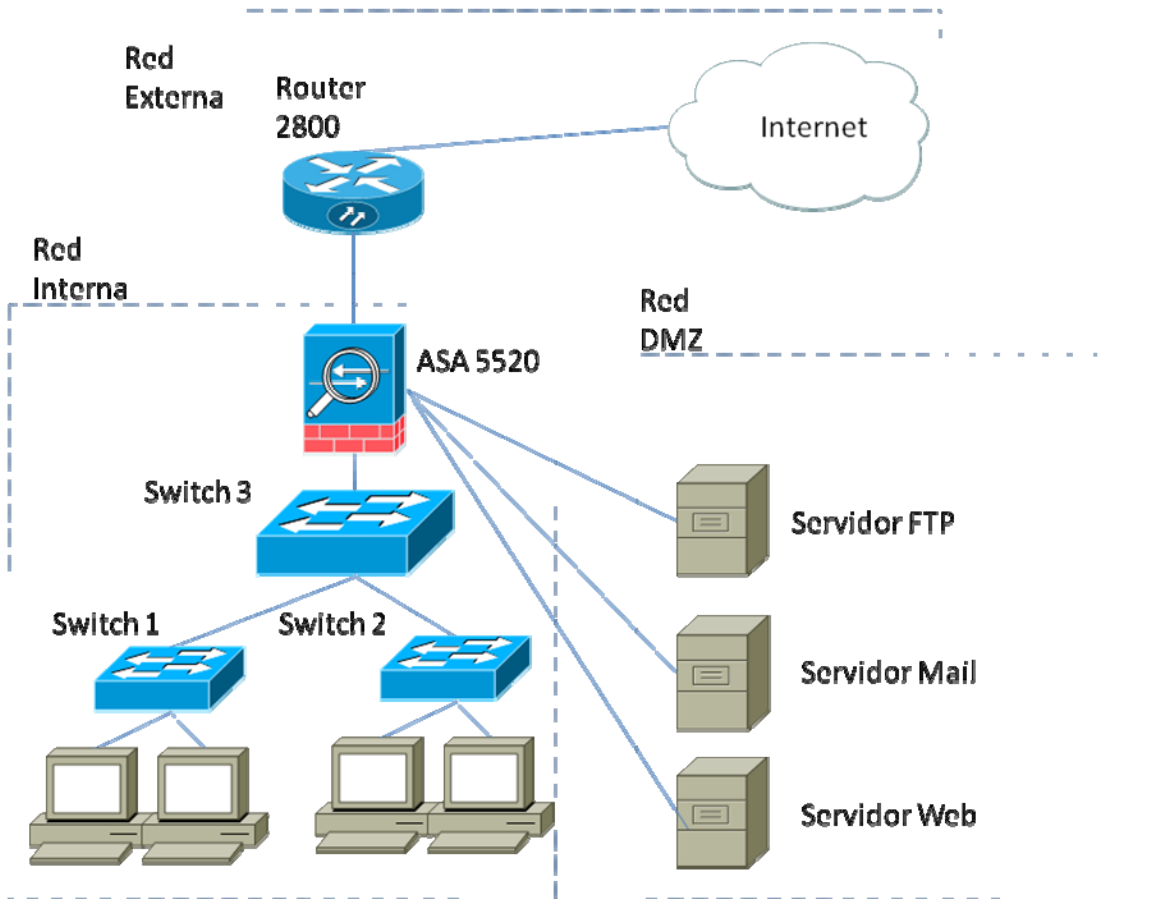 Red
Externa
Router
2800
Internet
Red
Interna
Red
DMZ
ASA 5520
Switch 3
Servidor FTP
Switch 1
Switch 2
Servidor Mail
Servidor Web